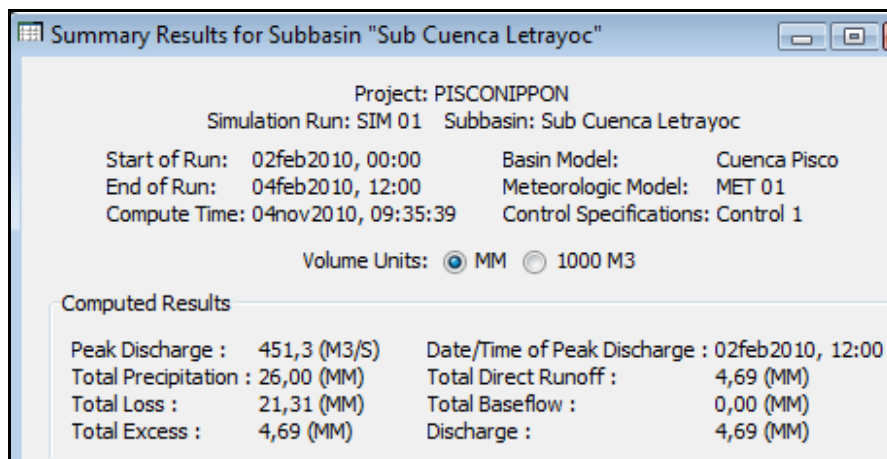 Summary Results for Subbasin "Sub Cuenca Letrayoc"
Project: PISCONIPPON
Simulation Run: SIM 01 Subbasin: Sub Cuenca Letrayoc
Start of Run: 02feb2010, 00:00 Basin Model: Cuenca Pisco
End of Run: 04feb2010, 12:00 Meteorologic Model: MET 01
Compute Time: 04nov2010, 09:35:39 Control Specifications: Control 1
Volume Units: MM 1000 M3
Computed Results
Peak Discharge : 451,3 (M3/S) Date/Time of Peak Discharge : 02feb2010, 12:00
Total Precipitation : 26,00 (MM) Total Direct Runoff : 4,69 (MM)
Total Loss : 21,31 (MM) Total Baseflow : 0,00 (MM)
Total Excess : 4,69 (MM) Discharge : 4,69 (MM)